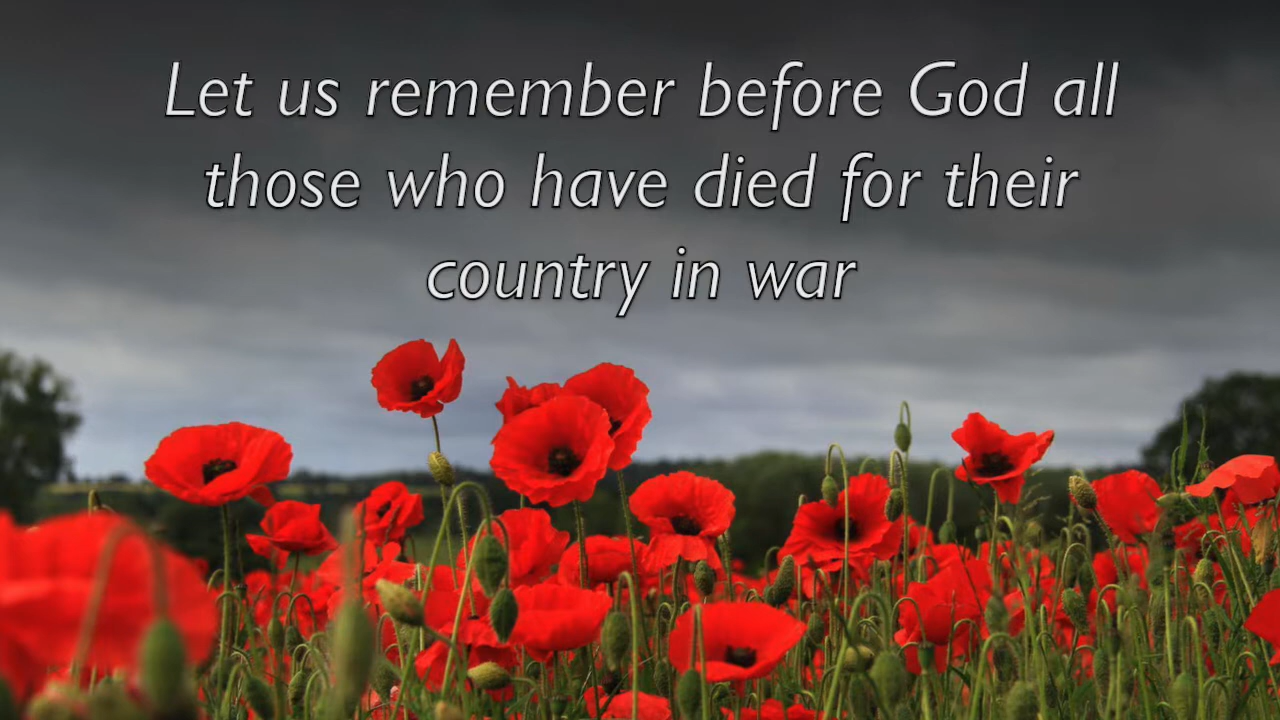 Let us remember before God all
those who have died for their
country in war